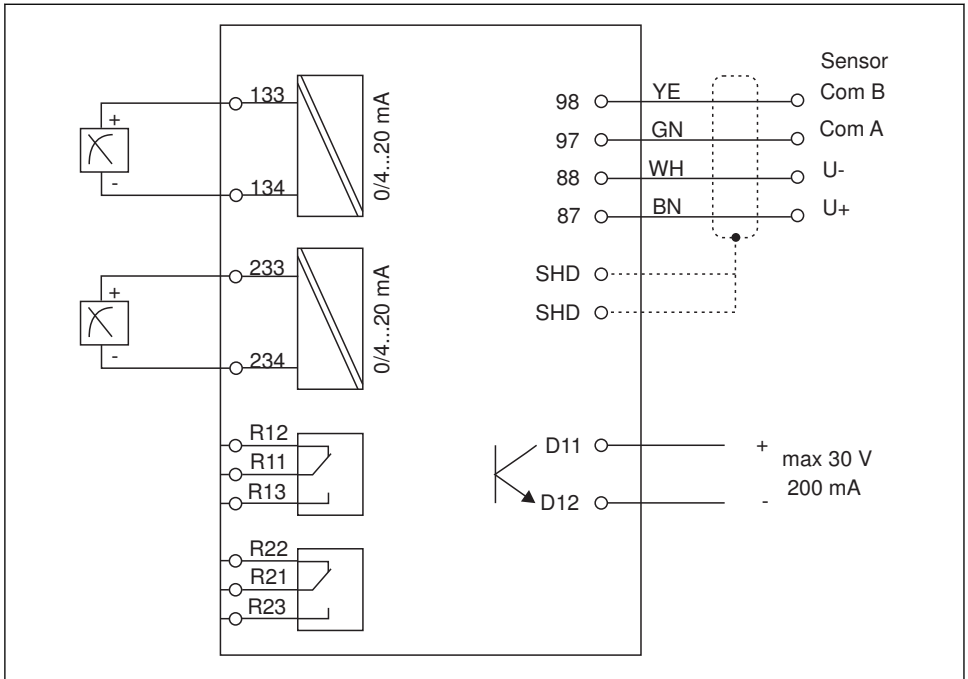 +
-
133
134
0/4...20 mA
+
-
233
234
0/4...20 mA
R12
R11
R13
R22
R21
R23
Sensor
98 YE Com B
97 GN Com A
88 WH U-
87 BN U+
SHD
SHD
D11 +
D12 -
max 30 V
200 mA